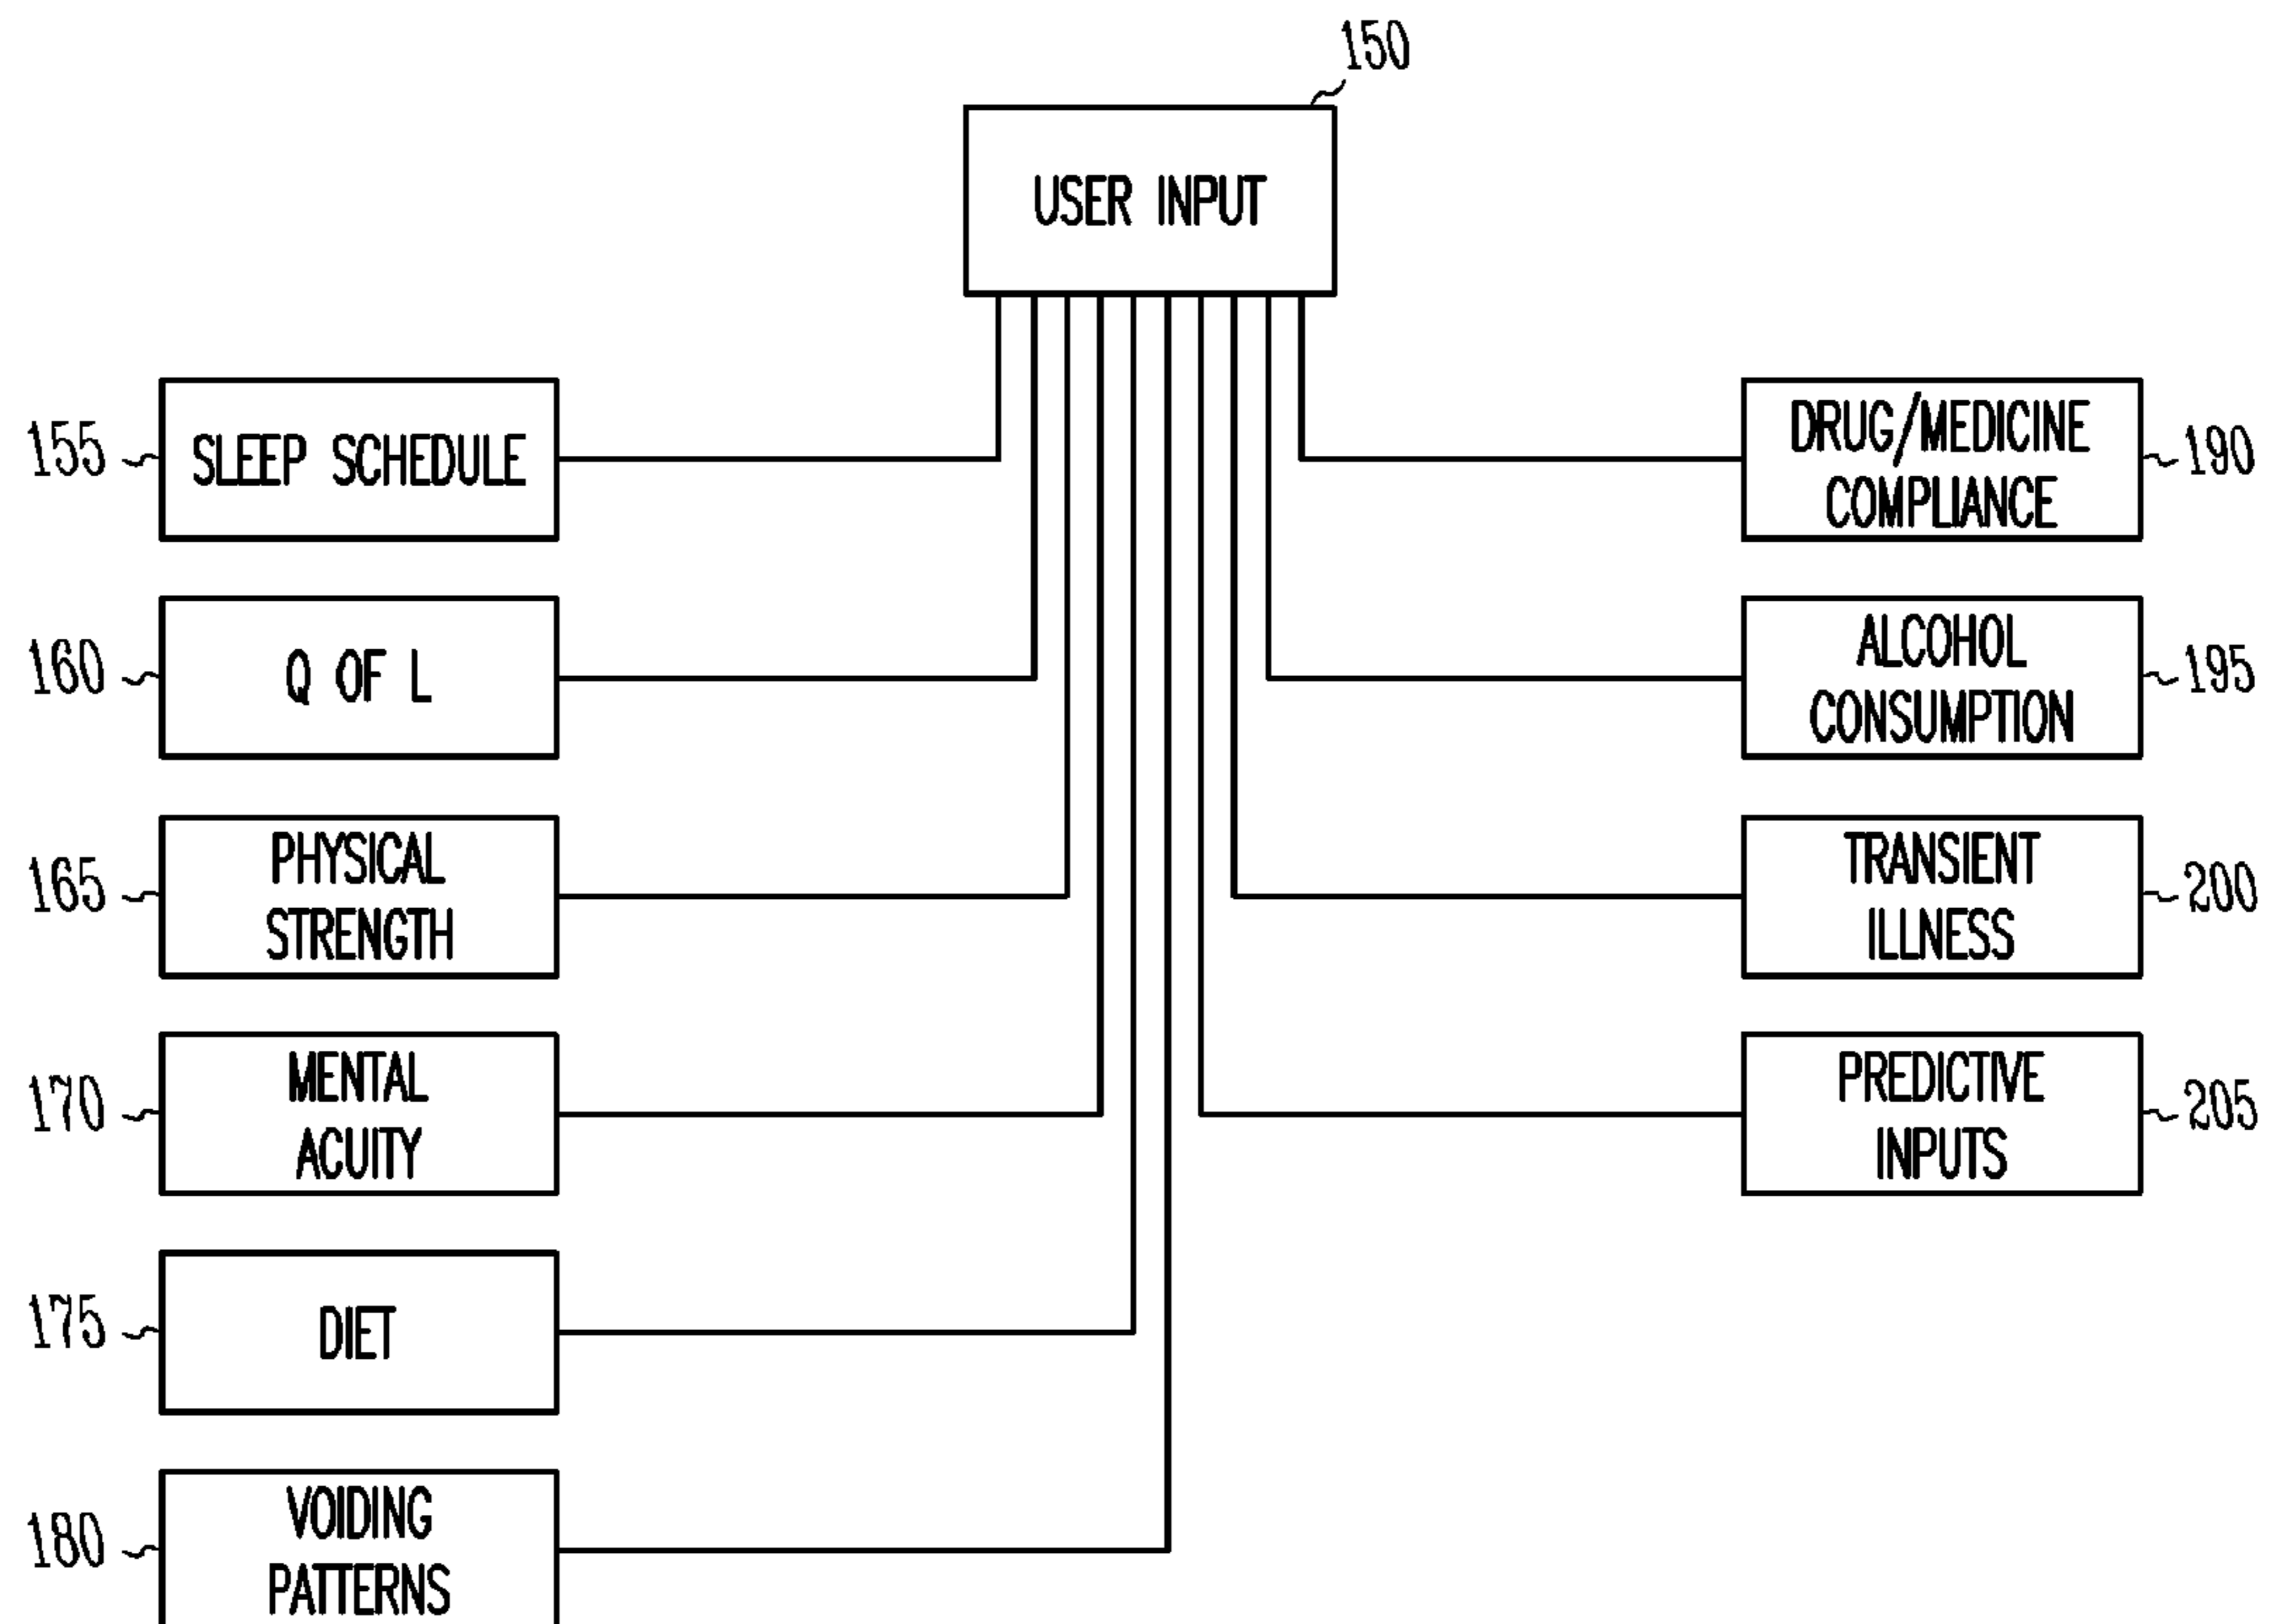 150
USER INPUT
155
SLEEP SCHEDULE
160
Q OF L
165
PHYSICAL
STRENGTH
170
MENTAL
ACUITY
175
DIET
180
VOIDING
PATTERNS
DRUG/MEDICINE
COMPLIANCE
190
ALCOHOL
CONSUMPTION
195
TRANSIENT
ILLNESS
200
PREDICTIVE
INPUTS
205